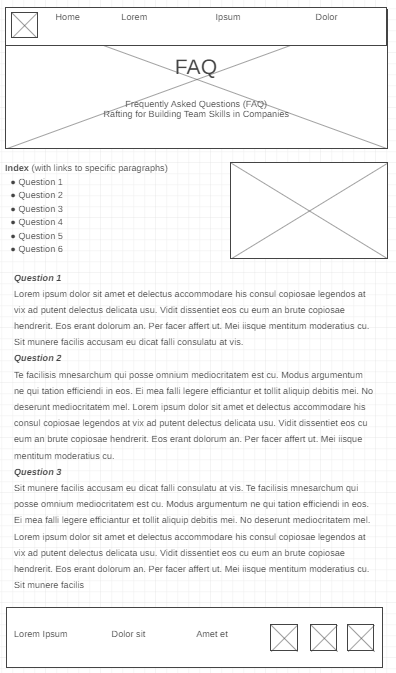 Home Lorem Ipsum Dolor
FAQ
Frequently Asked Questions (FAQ)
Rafting for Building Team Skills in Companies
Index (with links to specific paragraphs)
● Question 1
● Question 2
● Question 3
● Question 4
● Question 5
● Question 6
Question 1
Lorem ipsum dolor sit amet et delectus accommodare his consul copiosae legendos at
vix ad putent delectus delicata usu. Vidit dissentiet eos cu eum an brute copiosae
hendrerit. Eos erant dolorum an. Per facer affert ut. Mei iisque mentitum moderatius cu.
Sit munere facilis accusam eu dicat falli consulatu at vis.
Question 2
Te facilisis mnesarchum qui posse omnium mediocritatem est cu. Modus argumentum
ne qui tation efficiendi in eos. Ei mea falli legere efficiantur et tollit aliquip debitis mei. No
deserunt mediocritatem mel. Lorem ipsum dolor sit amet et delectus accommodare his
consul copiosae legendos at vix ad putent delectus delicata usu. Vidit dissentiet eos cu
eum an brute copiosae hendrerit. Eos erant dolorum an. Per facer affert ut. Mei iisque
mentitum moderatius cu.
Question 3
Sit munere facilis accusam eu dicat falli consulatu at vis. Te facilisis mnesarchum qui
posse omnium mediocritatem est cu. Modus argumentum ne qui tation efficiendi in eos.
Ei mea falli legere efficiantur et tollit aliquip debitis mei. No deserunt mediocritatem mel.
Lorem ipsum dolor sit amet et delectus accommodare his consul copiosae legendos at
vix ad putent delectus delicata usu. Vidit dissentiet eos cu eum an brute copiosae
hendrerit. Eos erant dolorum an. Per facer affert ut. Mei iisque mentitum moderatius cu.
Sit munere facilis
Lorem Ipsum Dolor sit Amet et